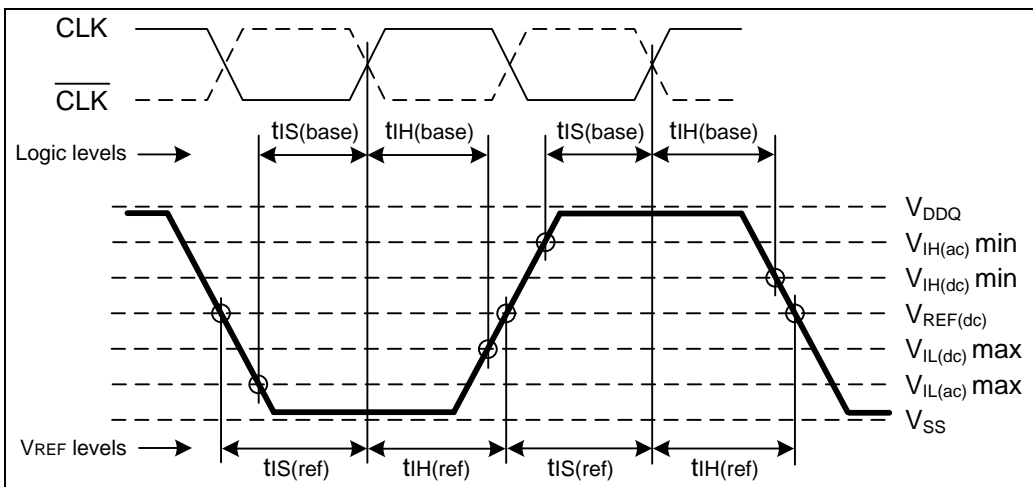 CLK
CLK
tIS(base) tIH(base) tIS(base) tIH(base)
Logic levels
VDDQ
VIH(ac) min
VIH(dc) min
VREF(dc)
VIL(dc) max
VIL(ac) max
VSS
VREF levels
tIS(ref) tIH(ref) tIS(ref) tIH(ref)